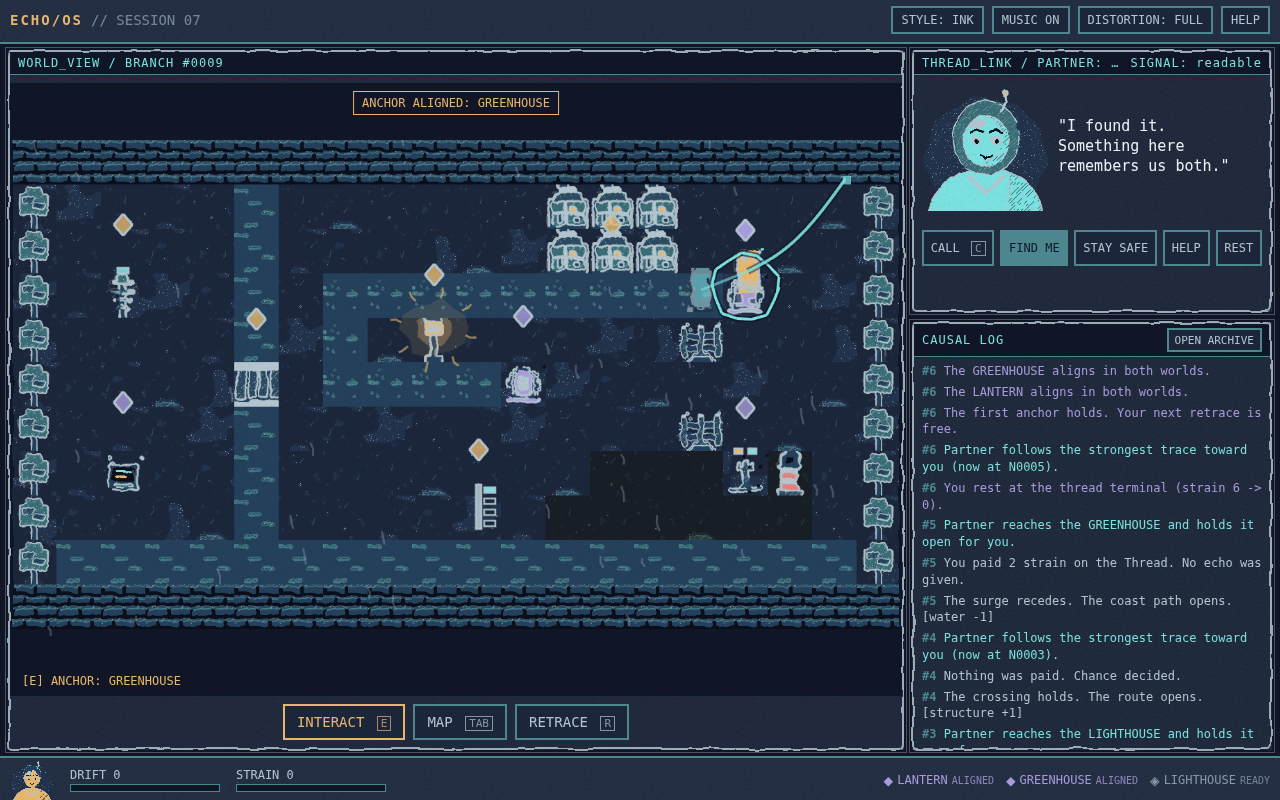 ECHO/OS // SESSION 07
STYLE: INK
MUSIC ON
DISTORTION: FULL
HELP
WORLD_VIEW / BRANCH #0009
ANCHOR ALIGNED: GREENHOUSE
[E] ANCHOR: GREENHOUSE
INTERACT E
MAP TAB
RETRACE R
THREAD_LINK / PARTNER: … SIGNAL: readable
"I found it.
Something here
remembers us both."
CALL C
FIND ME
STAY SAFE
HELP
REST
CAUSAL LOG
OPEN ARCHIVE
#6 The GREENHOUSE aligns in both worlds.
#6 The LANTERN aligns in both worlds.
#6 The first anchor holds. Your next retrace is
free.
#6 Partner follows the strongest trace toward
you (now at N0005).
#6 You rest at the thread terminal (strain 6 ->
0).
#5 Partner reaches the GREENHOUSE and holds it
open for you.
#5 You paid 2 strain on the Thread. No echo was
given.
#5 The surge recedes. The coast path opens.
[water -1]
#4 Partner follows the strongest trace toward
you (now at N0003).
#4 Nothing was paid. Chance decided.
#4 The crossing holds. The route opens.
[structure +1]
#3 Partner reaches the LIGHTHOUSE and holds it
DRIFT 0
STRAIN 0
LANTERN ALIGNED
GREENHOUSE ALIGNED
LIGHTHOUSE READY